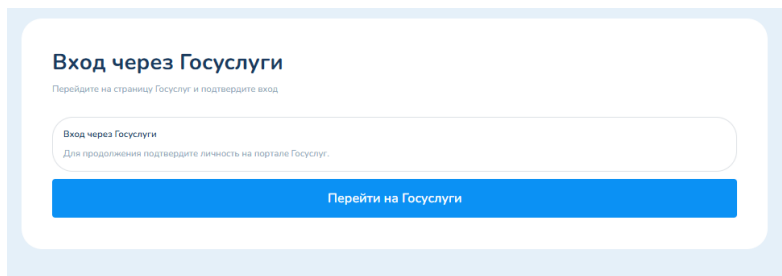 Вход через Госуслуги
Перейдите на страницу Госуслуг и подтвердите вход
Вход через Госуслуги
Для продолжения подтвердите личность на портале Госуслуг.
Перейти на Госуслуги